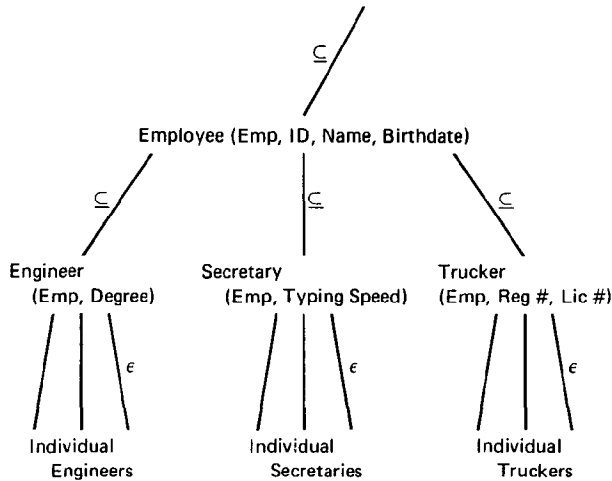 ⊆
Employee (Emp, ID, Name, Birthdate)
⊆ ⊆ ⊆
Engineer
(Emp, Degree)
Secretary
(Emp, Typing Speed)
Trucker
(Emp, Reg #, Lic #)
ϵ ϵ ϵ
Individual
Engineers
Individual
Secretaries
Individual
Truckers